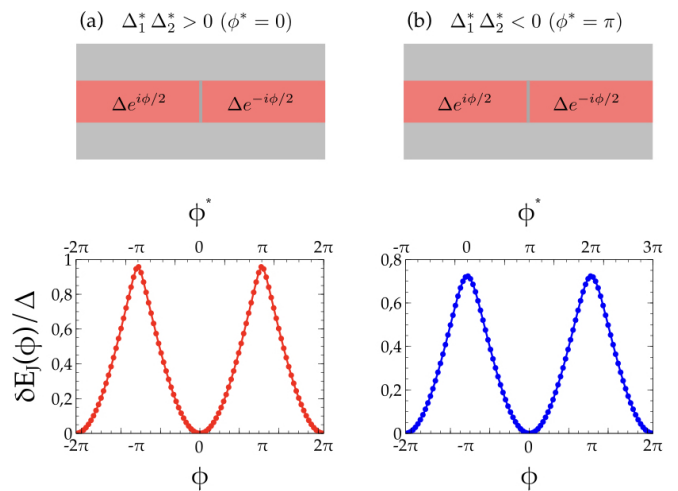 (a) Δ₁* Δ₂* > 0 (ϕ* = 0)
(b) Δ₁* Δ₂* < 0 (ϕ* = π)
Δe^{iϕ/2} Δe^{-iϕ/2}
Δe^{iϕ/2} Δe^{-iϕ/2}
ϕ*
ϕ*
-2π -π 0 π 2π
-π 0 π 2π 3π
1
0,8
0,6
0,4
0,2
0
δE_J(ϕ)/Δ
0,8
0,6
0,4
0,2
0
-2π -π 0 π 2π
-2π -π 0 π 2π
ϕ
ϕ